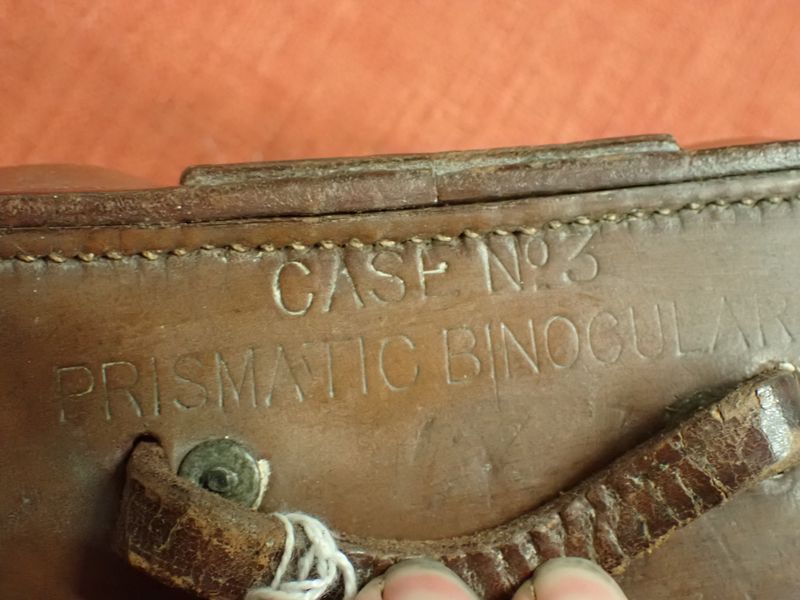 CASE Nº 3
PRISMATIC BINOCULAR